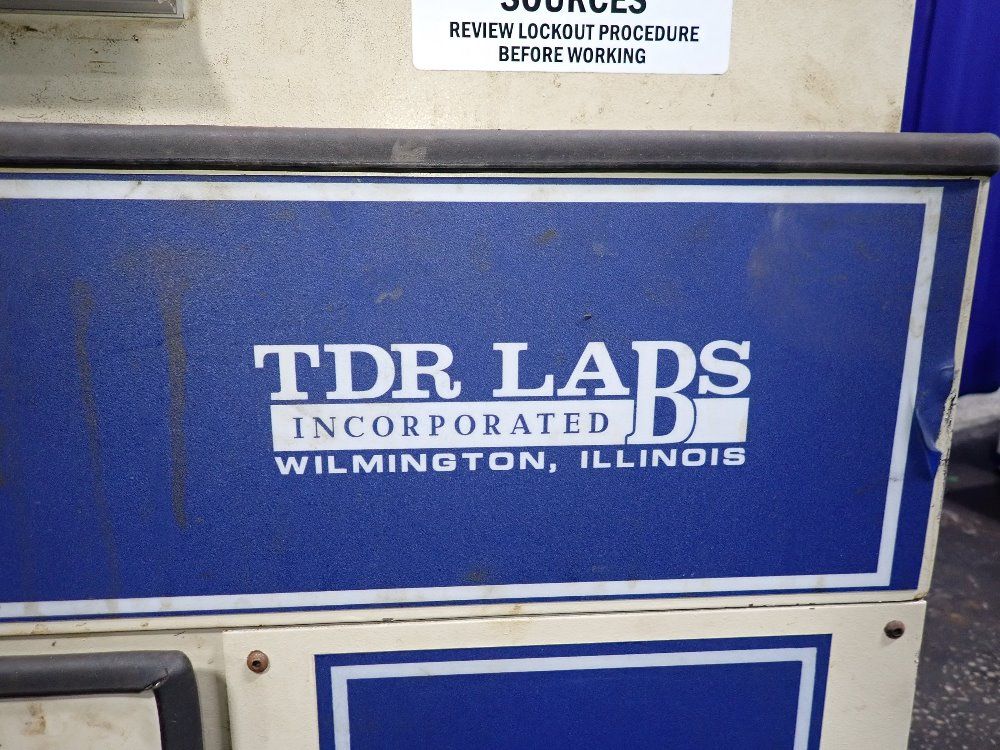 SOURCES
REVIEW LOCKOUT PROCEDURE
BEFORE WORKING
TDR LABS
INCORPORATED
WILMINGTON, ILLINOIS